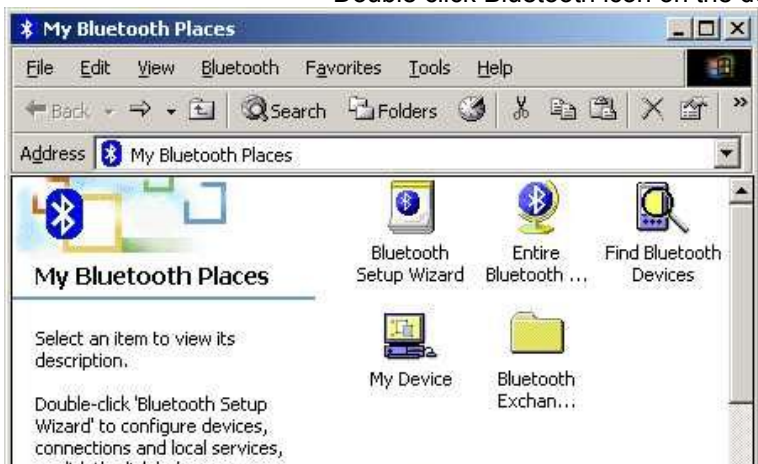 Double-click Bluetooth icon on the
My Bluetooth Places
File Edit View Bluetooth Favorites Tools Help
Back Search Folders »
Address My Bluetooth Places
My Bluetooth Places
Select an item to view its
description.
Double-click 'Bluetooth Setup
Wizard' to configure devices,
connections and local services,
Bluetooth
Setup Wizard
Entire
Bluetooth ...
Find Bluetooth
Devices
My Device
Bluetooth
Exchan...